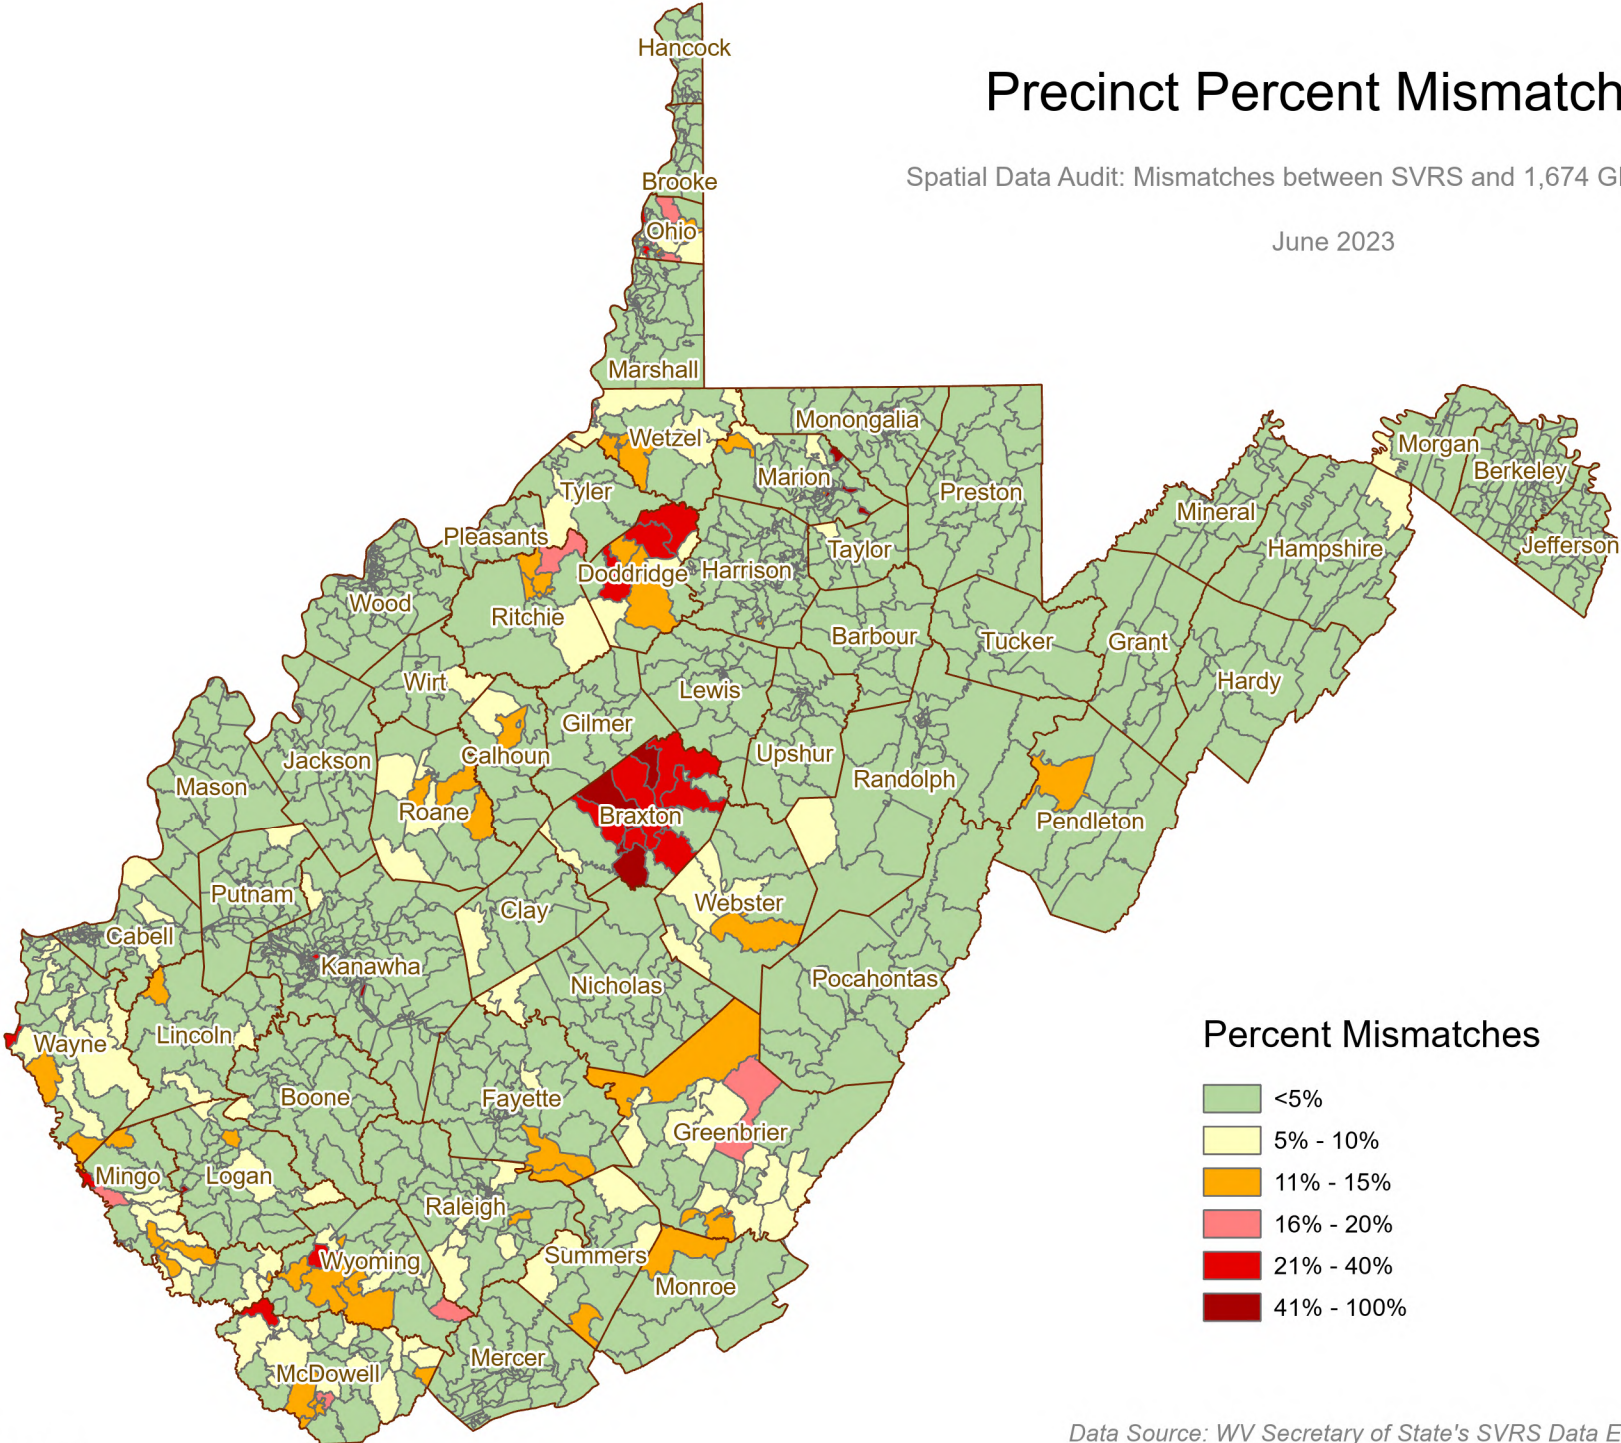 Precinct Percent Mismatch
Spatial Data Audit: Mismatches between SVRS and 1,674 GI
June 2023
Hancock
Brooke
Ohio
Marshall
Wetzel
Monongalia
Marion
Tyler
Preston
Morgan
Berkeley
Mineral
Hampshire
Jefferson
Pleasants
Taylor
Doddridge
Harrison
Wood
Ritchie
Barbour
Tucker
Grant
Hardy
Wirt
Lewis
Gilmer
Calhoun
Upshur
Jackson
Randolph
Mason
Roane
Braxton
Pendleton
Putnam
Clay
Webster
Cabell
Kanawha
Nicholas
Pocahontas
Wayne
Lincoln
Boone
Fayette
Greenbrier
Mingo
Logan
Raleigh
Summers
Wyoming
Monroe
Mercer
McDowell
Percent Mismatches
<5%
5% - 10%
11% - 15%
16% - 20%
21% - 40%
41% - 100%
Data Source: WV Secretary of State's SVRS Data E